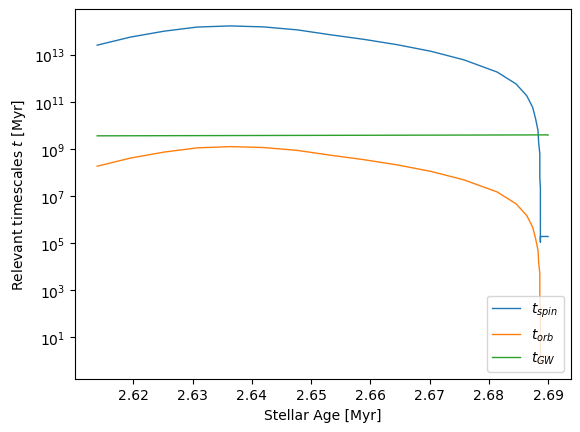 Relevant timescales t [Myr]
10^13
10^11
10^9
10^7
10^5
10^3
10^1
2.62 2.63 2.64 2.65 2.66 2.67 2.68 2.69
Stellar Age [Myr]
t_spin
t_orb
t_GW